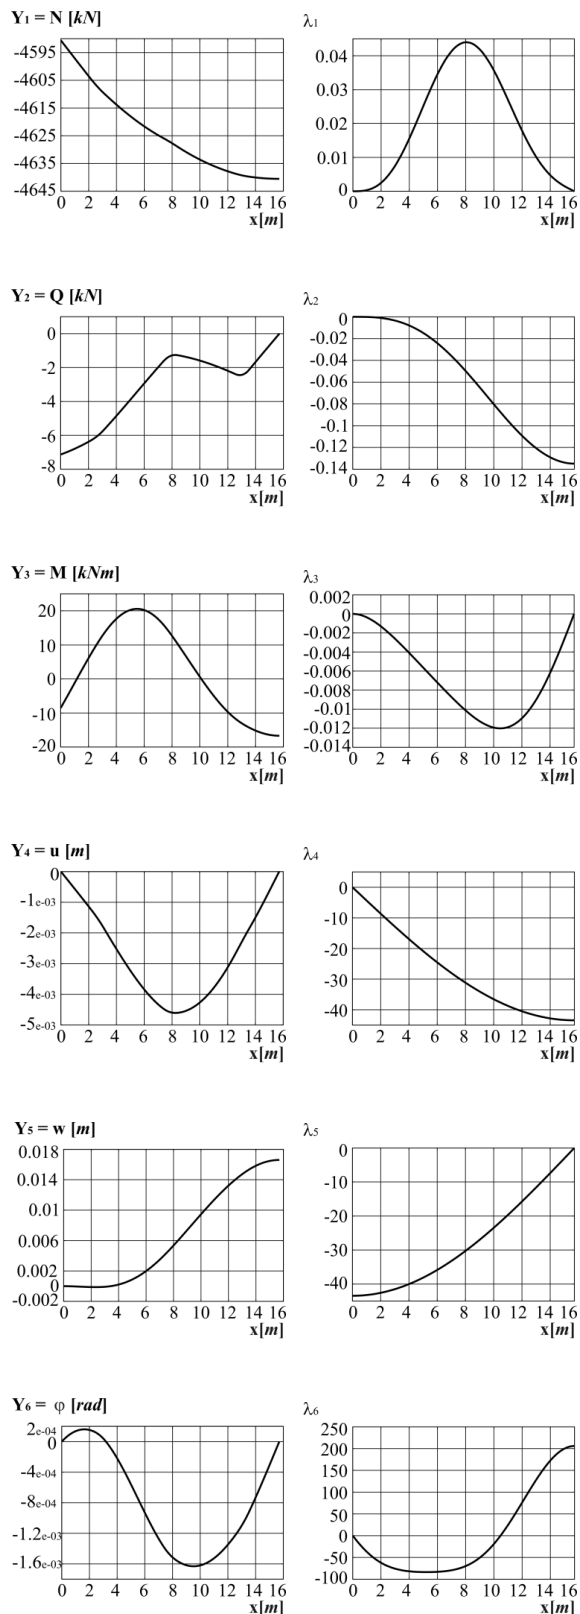 Y₁ = N [kN]
-4595
-4605
-4615
-4625
-4635
-4645
0 2 4 6 8 10 12 14 16
x[m]
λ₁
0.04
0.03
0.02
0.01
0
0 2 4 6 8 10 12 14 16
x[m]
Y₂ = Q [kN]
0
-2
-4
-6
-8
0 2 4 6 8 10 12 14 16
x[m]
λ₂
0
-0.02
-0.04
-0.06
-0.08
-0.1
-0.12
-0.14
0 2 4 6 8 10 12 14 16
x[m]
Y₃ = M [kNm]
20
10
0
-10
-20
0 2 4 6 8 10 12 14 16
x[m]
λ₃
0.002
0
-0.002
-0.004
-0.006
-0.008
-0.01
-0.012
-0.014
0 2 4 6 8 10 12 14 16
x[m]
Y₄ = u [m]
0
-1e-03
-2e-03
-3e-03
-4e-03
-5e-03
0 2 4 6 8 10 12 14 16
x[m]
λ₄
0
-10
-20
-30
-40
0 2 4 6 8 10 12 14 16
x[m]
Y₅ = w [m]
0.018
0.014
0.01
0.006
0.002
0
-0.002
0 2 4 6 8 10 12 14 16
x[m]
λ₅
0
-10
-20
-30
-40
0 2 4 6 8 10 12 14 16
x[m]
Y₆ = φ [rad]
2e-04
0
-4e-04
-8e-04
-1.2e-03
-1.6e-03
0 2 4 6 8 10 12 14 16
x[m]
λ₆
250
200
150
100
50
0
-50
-100
0 2 4 6 8 10 12 14 16
x[m]